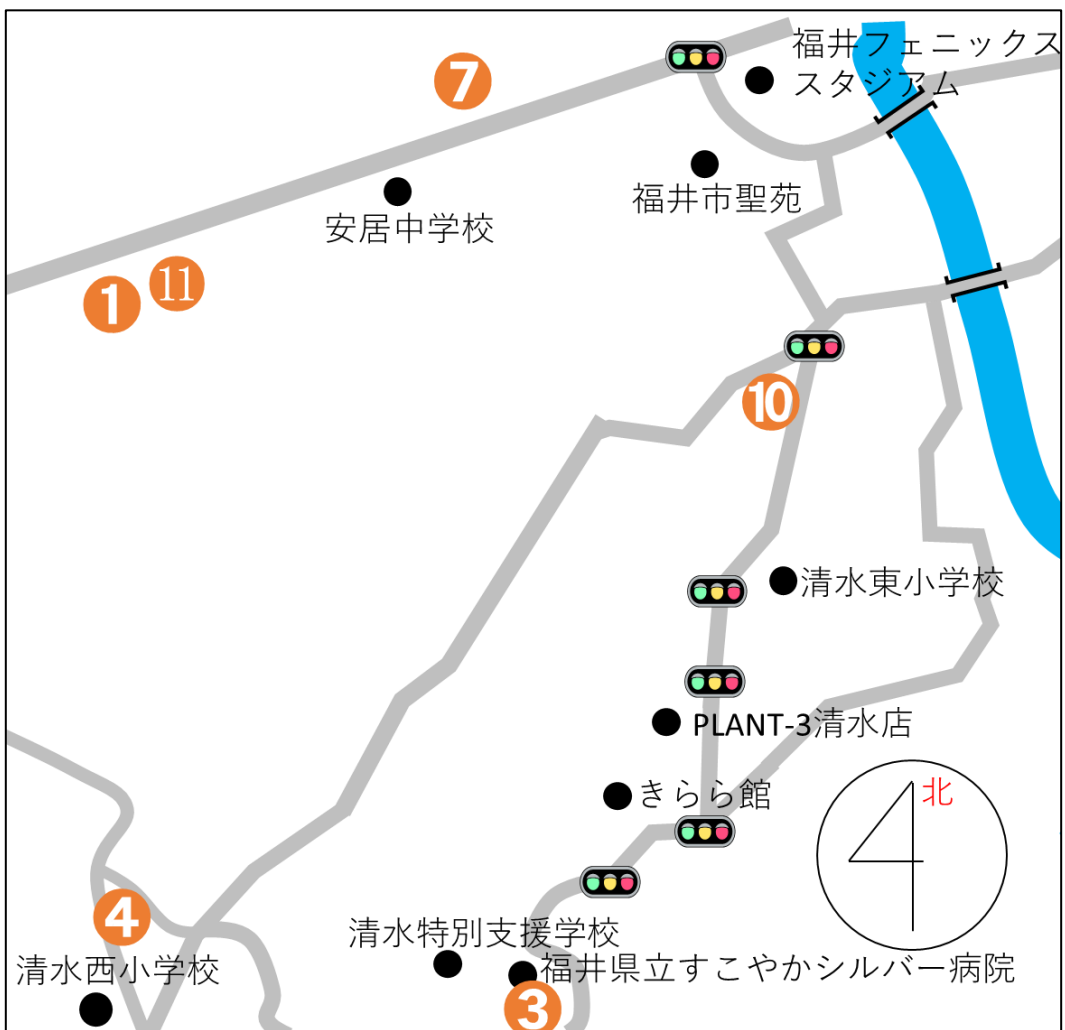 福井フェニックス
スタジアム
7
安居中学校
福井市聖苑
1
11
10
清水東小学校
PLANT-3清水店
きらら館
北
4
清水特別支援学校
清水西小学校
福井県立すこやかシルバー病院
3